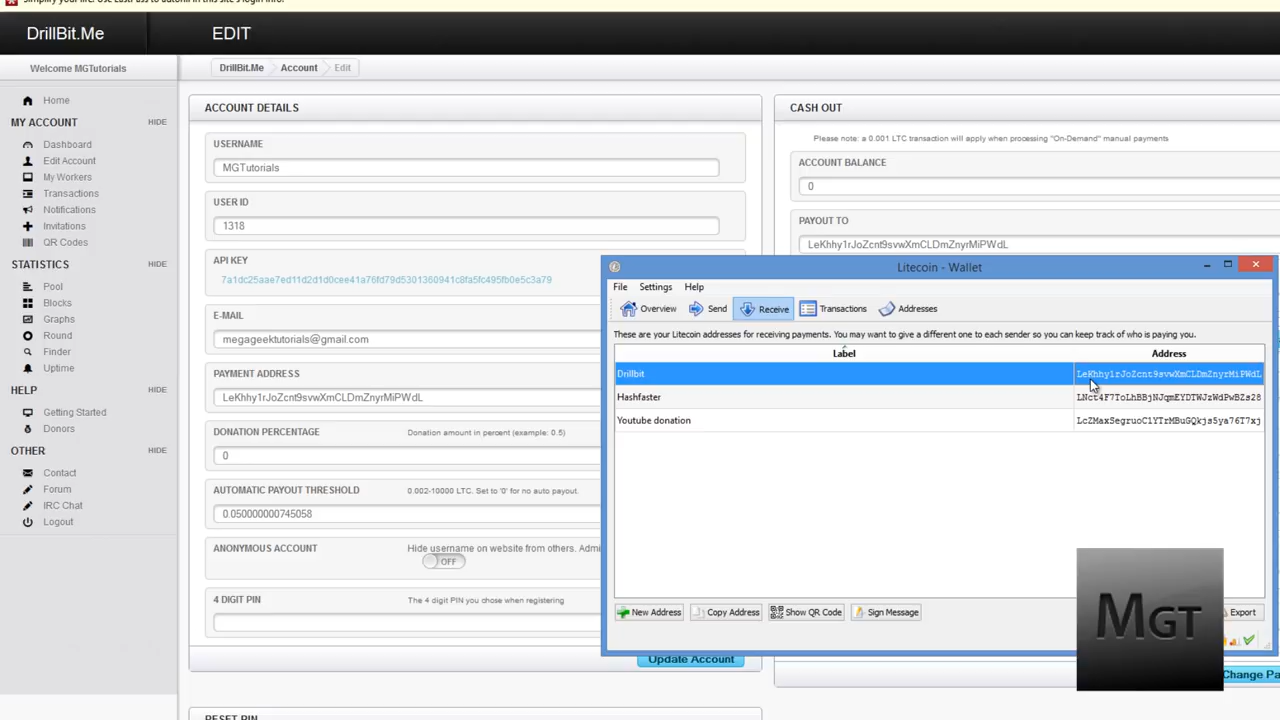 DrillBit.Me
EDIT
Welcome MGTutorials
DrillBit.Me
Account
Edit
Home
MY ACCOUNT
HIDE
Dashboard
Edit Account
My Workers
Transactions
Notifications
Invitations
QR Codes
STATISTICS
HIDE
Pool
Blocks
Graphs
Round
Finder
Uptime
HELP
HIDE
Getting Started
Donors
OTHER
HIDE
Contact
Forum
IRC Chat
Logout
ACCOUNT DETAILS
USERNAME
MGTutorials
USER ID
1318
API KEY
7a1dc25aae7ed11d2d1d0cee41a76fd79d5301360941c8fa5fc495fb0e5c3a79
E-MAIL
megageektutorials@gmail.com
PAYMENT ADDRESS
LeKhhy1rJoZcnt9svwXmCLDmZnyrMiPWdL
DONATION PERCENTAGE
Donation amount in percent (example: 0.5)
0
AUTOMATIC PAYOUT THRESHOLD
0.002-10000 LTC. Set to '0' for no auto payout.
0.050000000745058
ANONYMOUS ACCOUNT
Hide username on website from others.
OFF
4 DIGIT PIN
The 4 digit PIN you chose when registering
Update Account
RESET PIN
CASH OUT
Please note: a 0.001 LTC transaction will apply when processing "On-Demand" manual payments
ACCOUNT BALANCE
0
PAYOUT TO
LeKhhy1rJoZcnt9svwXmCLDmZnyrMiPWdL
Litecoin - Wallet
File Settings Help
Overview Send Receive Transactions Addresses
These are your Litecoin addresses for receiving payments. You may want to give a different one to each sender so you can keep track of who is paying you.
Label Address
Drillbit LeKhhy1rJoZcnt9svwXmCLDmZnyrMiPWdL
Hashfaster LNct4F7ToLhBBjNJqmEYDTWJzWdPwBZs28
Youtube donation LcZMaxSegruoC1YTrMBuGQkjs5ya76T7xj
New Address Copy Address Show QR Code Sign Message Export
MGT
Change